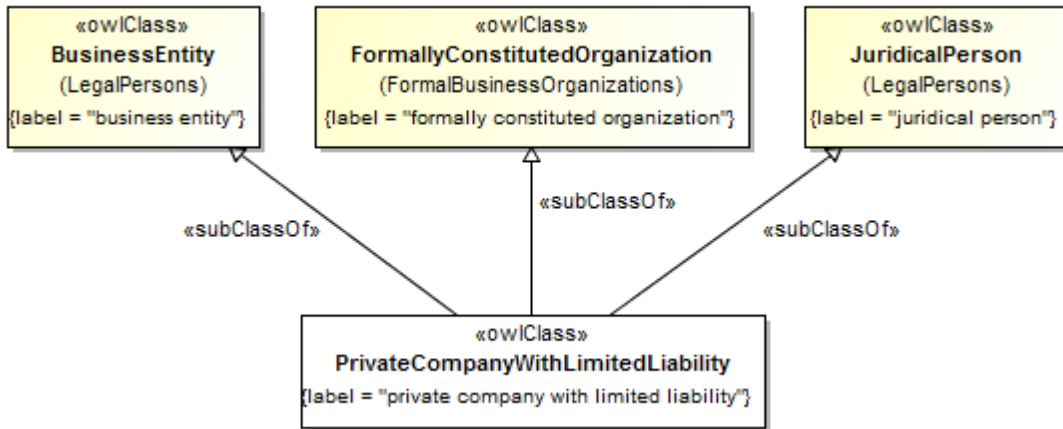 «owlClass»
BusinessEntity
(LegalPersons)
{label = "business entity"}
«owlClass»
FormallyConstitutedOrganization
(FormalBusinessOrganizations)
{label = "formally constituted organization"}
«owlClass»
JuridicalPerson
(LegalPersons)
{label = "juridical person"}
«subClassOf»
«subClassOf»
«subClassOf»
«owlClass»
PrivateCompanyWithLimitedLiability
{label = "private company with limited liability"}